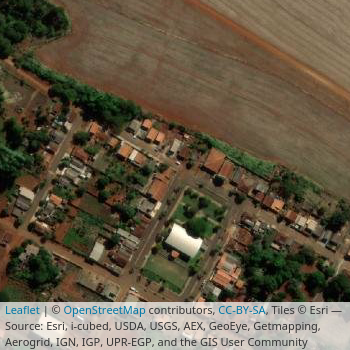 Leaflet | © OpenStreetMap contributors, CC-BY-SA, Tiles © Esri —
Source: Esri, i-cubed, USDA, USGS, AEX, GeoEye, Getmapping,
Aerogrid, IGN, IGP, UPR-EGP, and the GIS User Community